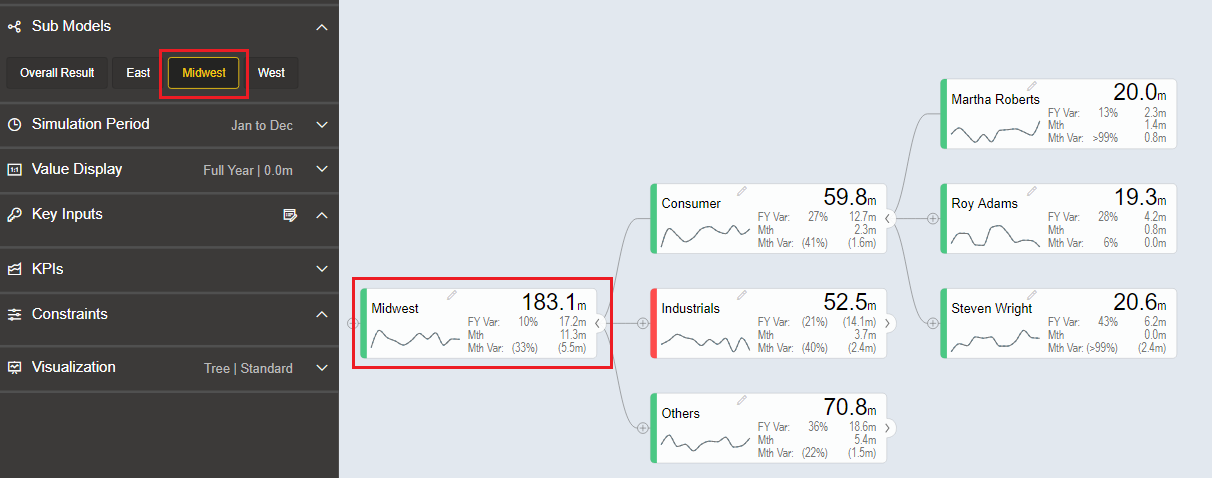 Sub Models
Overall Result East Midwest West
Simulation Period Jan to Dec
Value Display Full Year | 0.0m
Key Inputs
KPIs
Constraints
Visualization Tree | Standard
Midwest 183.1m
FY Var: 10% 17.2m
Mth 11.3m
Mth Var: (33%) (5.5m)
Consumer 59.8m
FY Var: 27% 12.7m
Mth 2.3m
Mth Var: (41%) (1.6m)
Industrials 52.5m
FY Var: (21%) (14.1m)
Mth 3.7m
Mth Var: (40%) (2.4m)
Others 70.8m
FY Var: 36% 18.6m
Mth 5.4m
Mth Var: (22%) (1.5m)
Martha Roberts 20.0m
FY Var: 13% 2.3m
Mth 1.4m
Mth Var: >99% 0.8m
Roy Adams 19.3m
FY Var: 28% 4.2m
Mth 0.8m
Mth Var: 6% 0.0m
Steven Wright 20.6m
FY Var: 43% 6.2m
Mth 0.0m
Mth Var: (>99%) (2.4m)